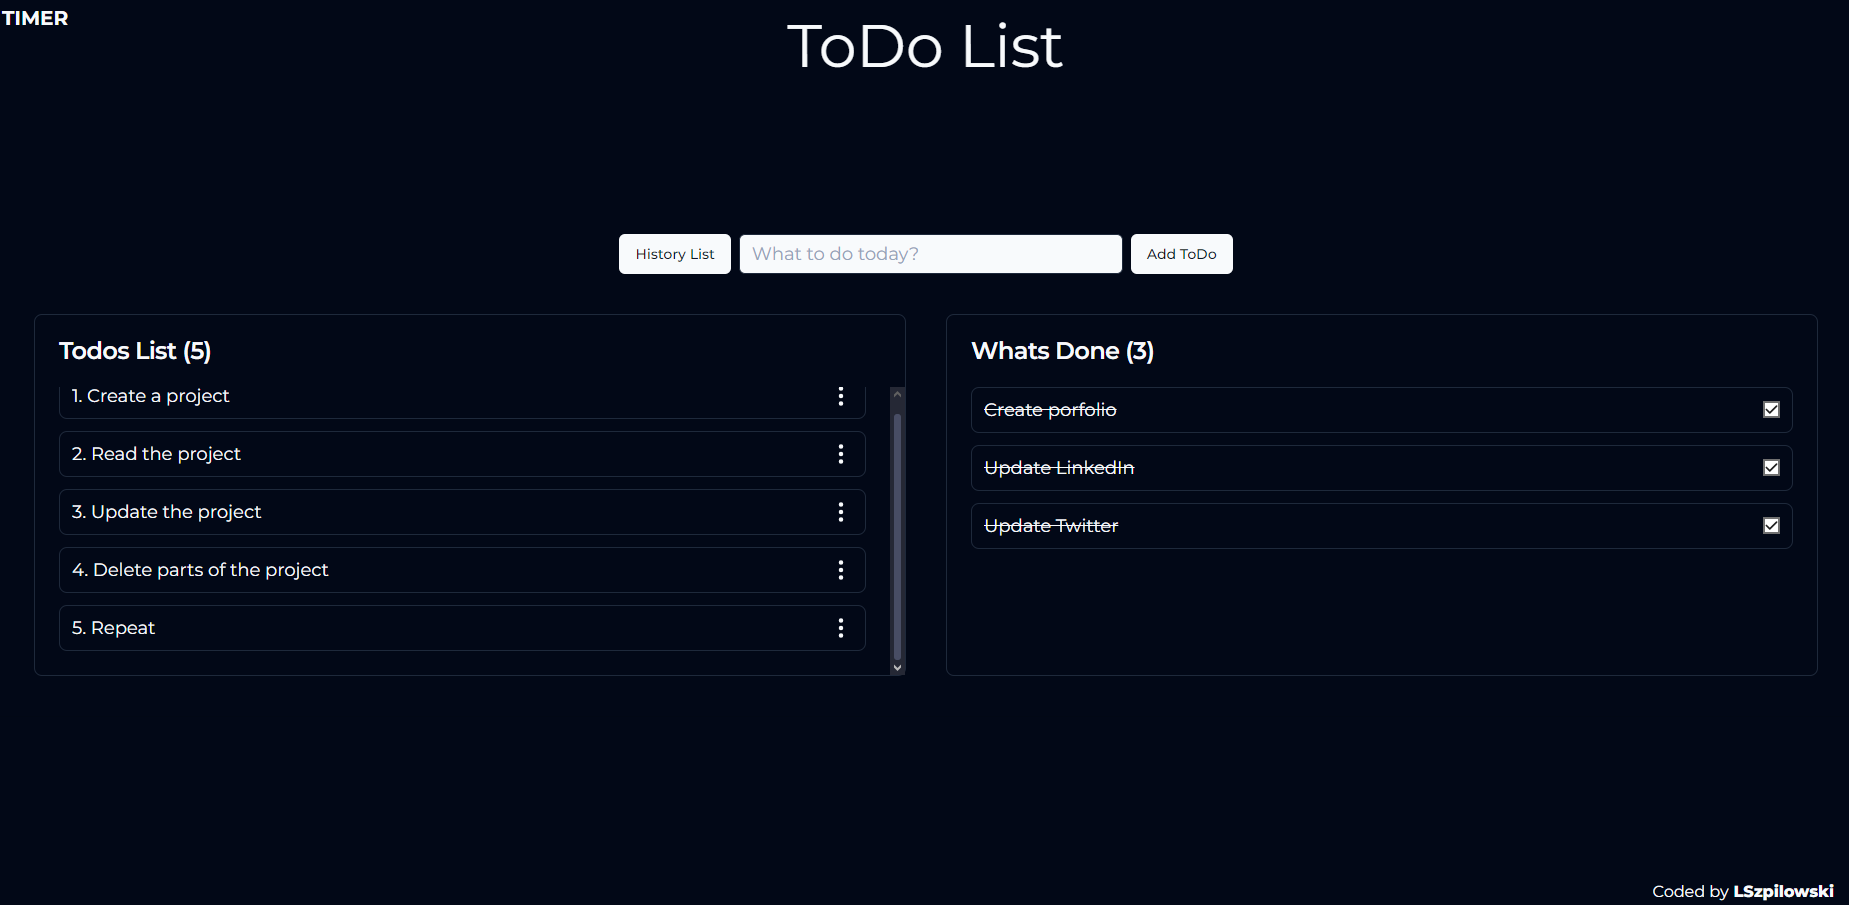 TIMER
ToDo List
History List
What to do today?
Add ToDo
Todos List (5)
1. Create a project
2. Read the project
3. Update the project
4. Delete parts of the project
5. Repeat
Whats Done (3)
Create porfolio
Update LinkedIn
Update Twitter
Coded by LSzpilowski